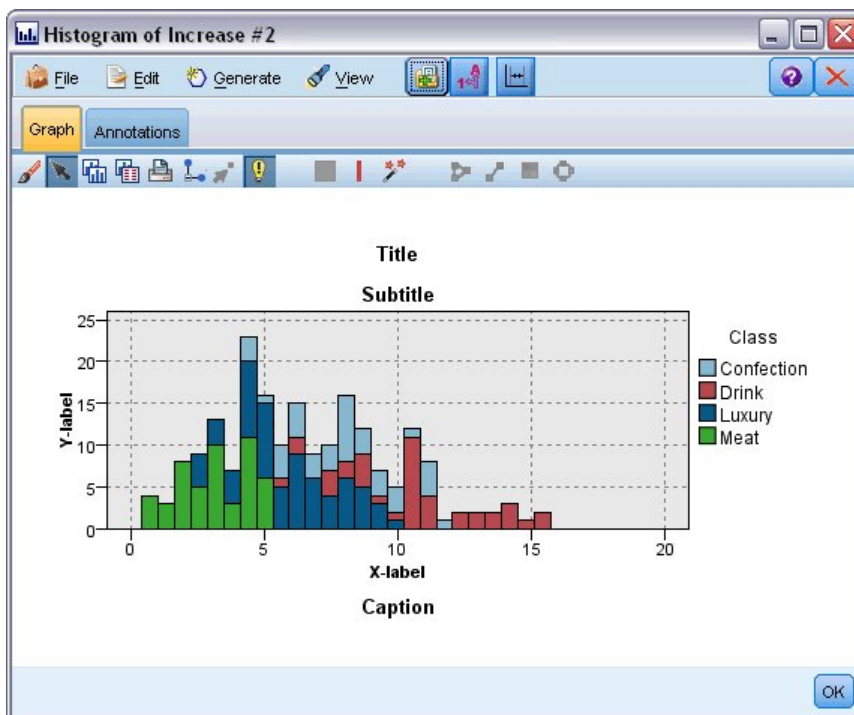 Histogram of Increase #2
File Edit Generate View
Graph Annotations
Title
Subtitle
25
20
15
10
5
0
Y-label
0 5 10 15 20
X-label
Caption
Class
Confection
Drink
Luxury
Meat
OK